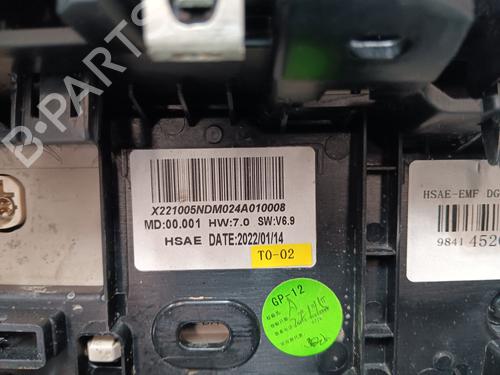 B-PARTS
X221005NDM024A010008
MD:00.001 HW:7.0 SW:V6.9
HSAE DATE:2022/01/14
T0-02
GP-12
HSAE-EMF DG
9841